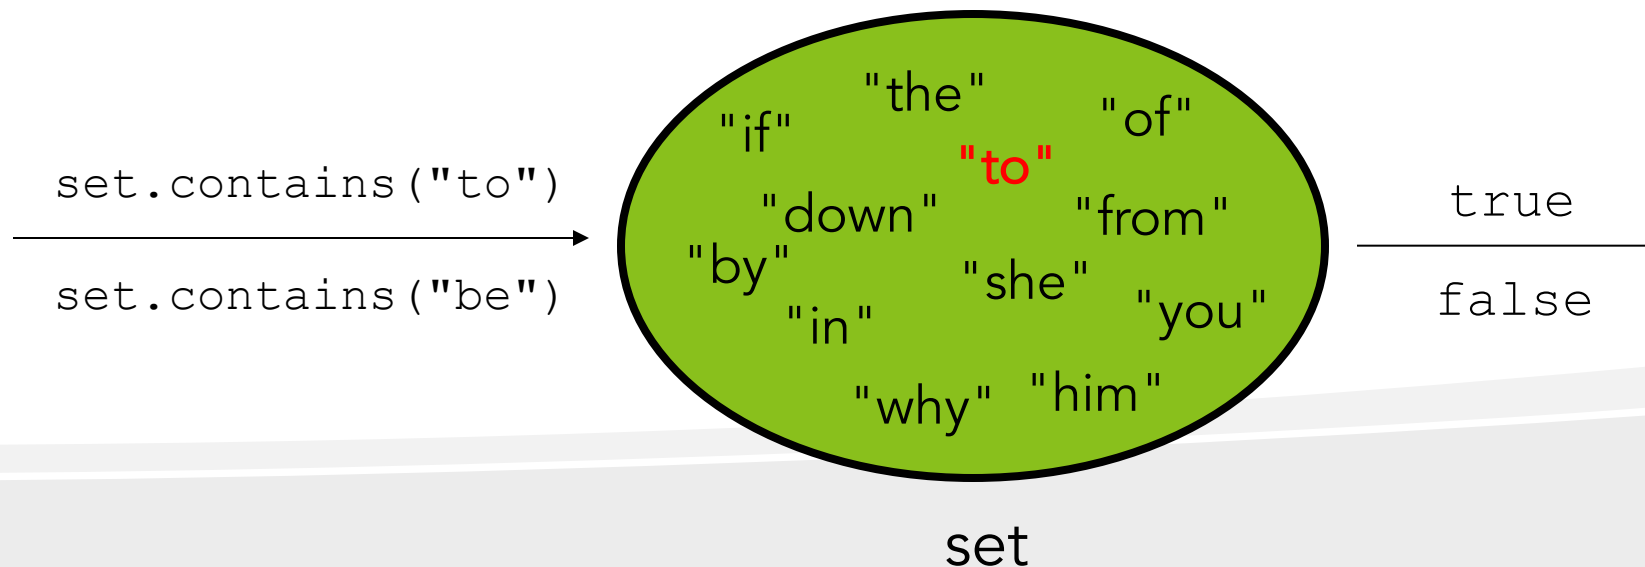 set.contains("to")
set.contains("be")
"the"
"if"
"of"
"to"
"down"
"from"
"by"
"she"
"in"
"you"
"why"
"him"
true
false
set